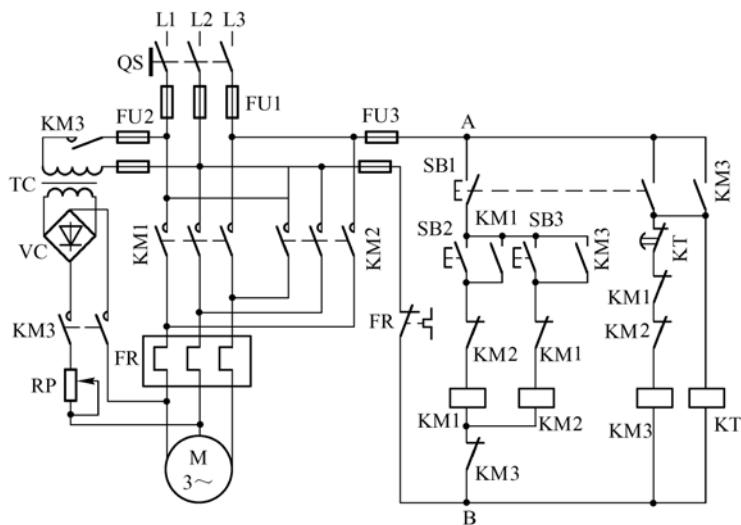 L1 L2 L3
QS
FU1
FU2
KM3
FU3
A
TC
VC
KM1
KM2
SB1
KM3
KM1
SB2
SB3
KM3
KT
KM1
KM2
KM3
FR
FR
KM2
KM1
RP
KM1
KM2
KM3
KT
KM3
M
3～
B